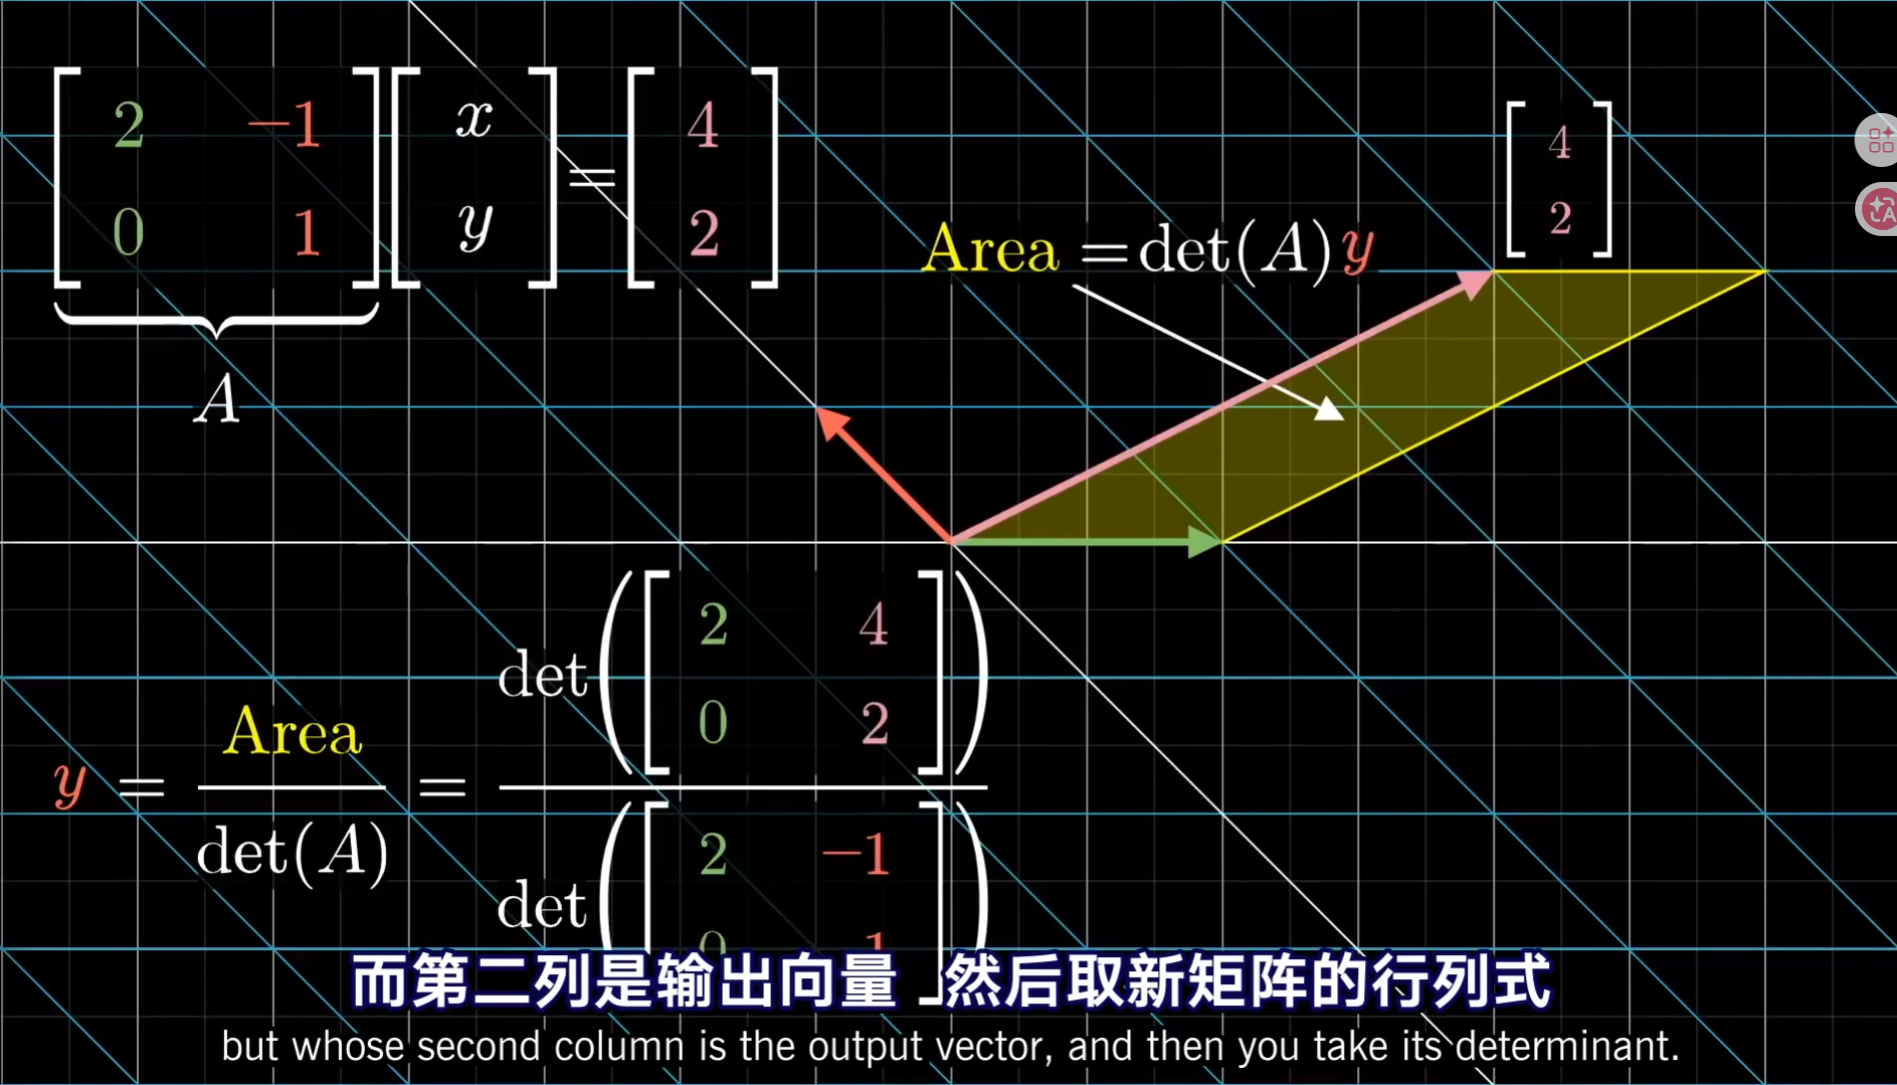 [ 2 −1 ] [ x ] = [ 4 ]
[ 0 1 ] [ y ] [ 2 ]
A
[ 4 ]
[ 2 ]
Area = det(A) y
y = Area / det(A) = det([ 2 4 ; 0 2 ]) / det([ 2 −1 ; 0 1 ])
而第二列是输出向量 然后取新矩阵的行列式
but whose second column is the output vector, and then you take its determinant.